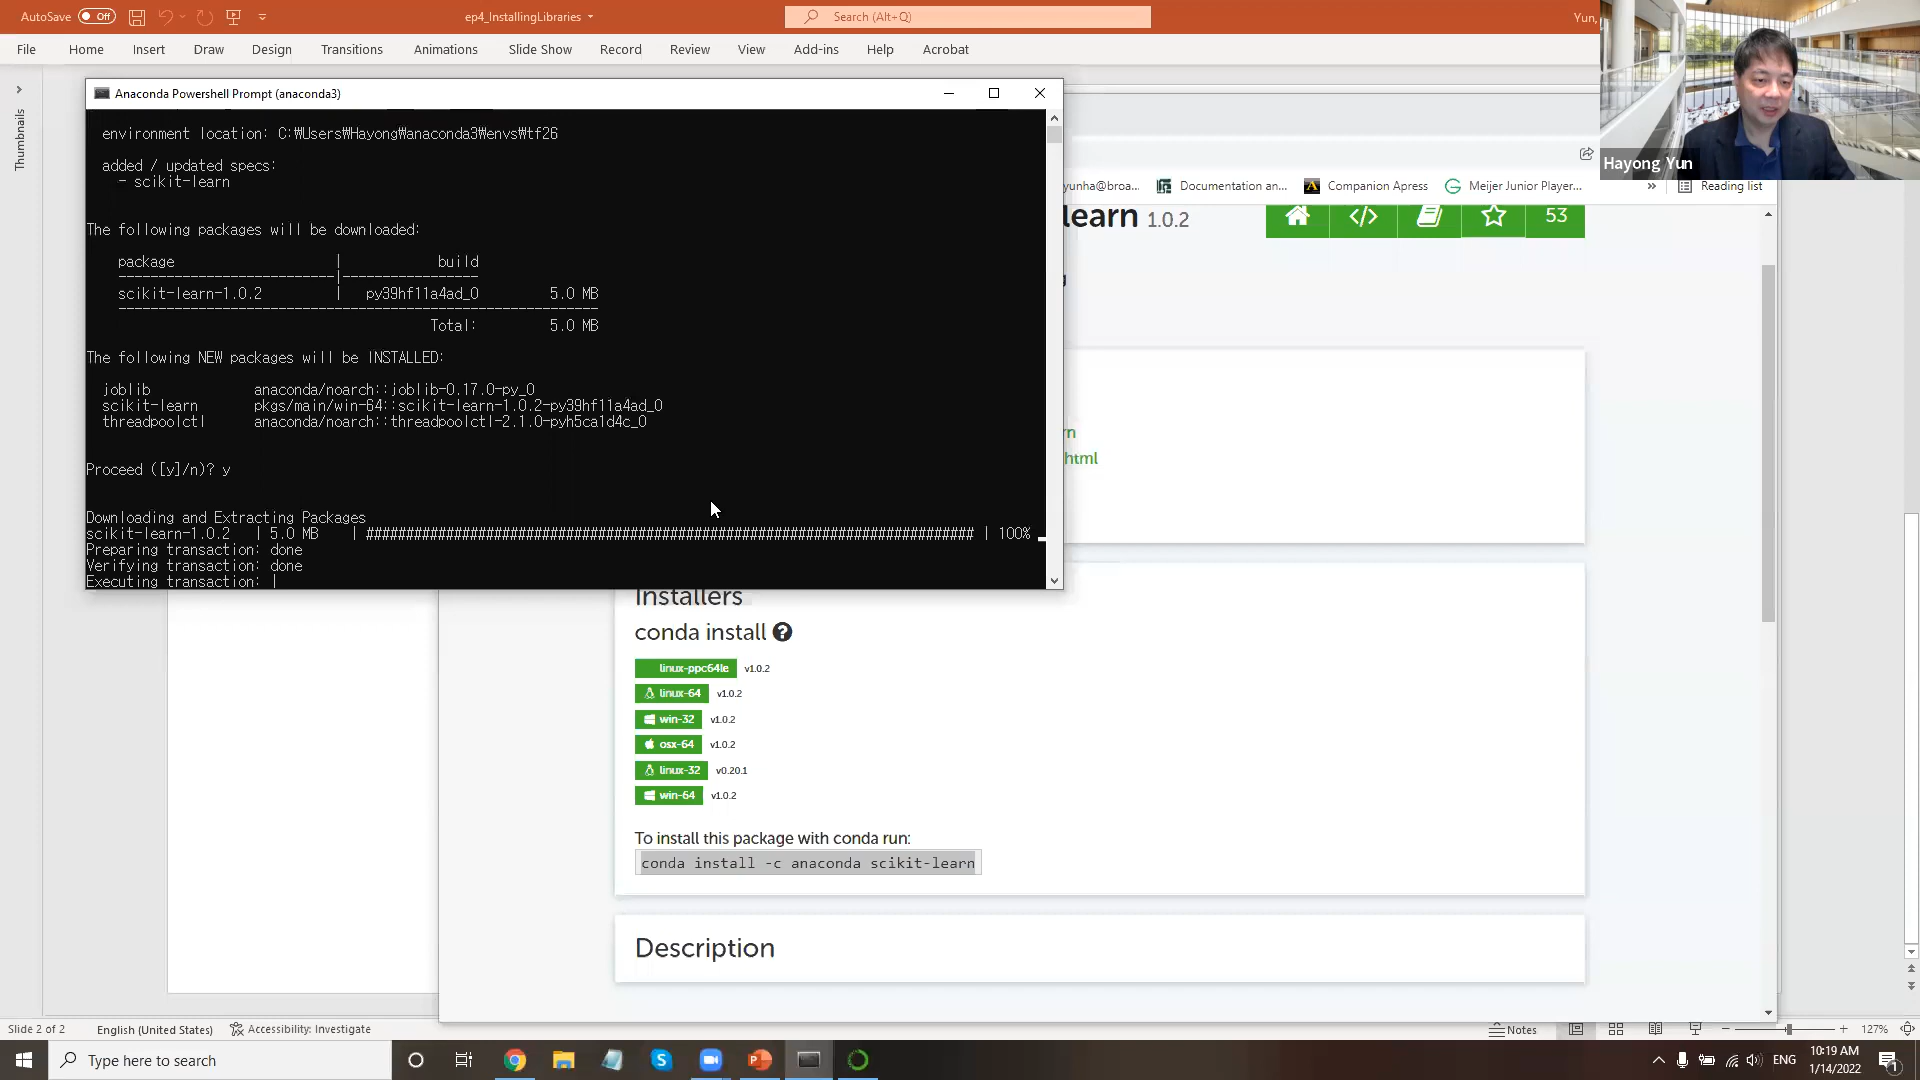 AutoSave Off
ep4_InstallingLibraries
Search (Alt+Q)
Yun,
File Home Insert Draw Design Transitions Animations Slide Show Record Review View Add-ins Help Acrobat
Thumbnails
Anaconda Powershell Prompt (anaconda3)
environment location: C:₩Users₩Hayong₩anaconda3₩envs₩tf26
added / updated specs:
- scikit-learn
The following packages will be downloaded:
package | build
---------------------------|-----------------
scikit-learn-1.0.2 | py39hf11a4ad_0 5.0 MB
------------------------------------------------------------
Total: 5.0 MB
The following NEW packages will be INSTALLED:
joblib anaconda/noarch::joblib-0.17.0-py_0
scikit-learn pkgs/main/win-64::scikit-learn-1.0.2-py39hf11a4ad_0
threadpoolctl anaconda/noarch::threadpoolctl-2.1.0-pyh5ca1d4c_0
Proceed ([y]/n)? y
Downloading and Extracting Packages
scikit-learn-1.0.2 | 5.0 MB | ############################################################################ | 100%
Preparing transaction: done
Verifying transaction: done
Executing transaction: |
Hayong Yun
yunha@broa... Documentation an... Companion Apress Meijer Junior Player... » Reading list
learn 1.0.2
53
rn
html
Installers
conda install ?
linux-ppc64le v1.0.2
linux-64 v1.0.2
win-32 v1.0.2
osx-64 v1.0.2
linux-32 v0.20.1
win-64 v1.0.2
To install this package with conda run:
conda install -c anaconda scikit-learn
Description
Slide 2 of 2 English (United States) Accessibility: Investigate
Notes
127%
Type here to search
ENG
10:19 AM
1/14/2022
1